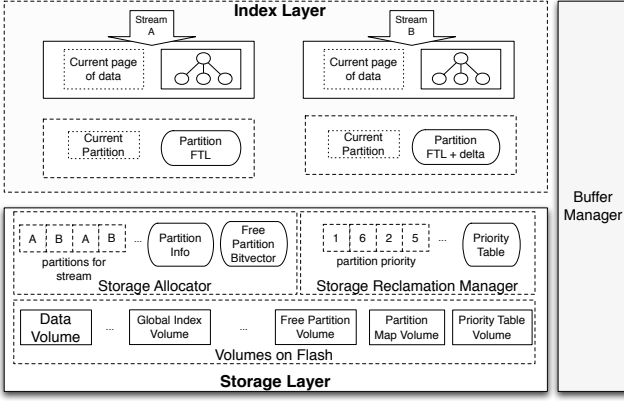 Index Layer
Stream
A
Stream
B
Current page
of data
Current page
of data
Current
Partition
Partition
FTL
Current
Partition
Partition
FTL + delta
Buffer
Manager
A B A B ...
partitions for
stream
Partition
Info
Free
Partition
Bitvector
Storage Allocator
1 6 2 5 ...
partition priority
Priority
Table
Storage Reclamation Manager
Data
Volume
...
Global Index
Volume
...
Free Partition
Volume
Partition
Map Volume
Priority Table
Volume
Volumes on Flash
Storage Layer